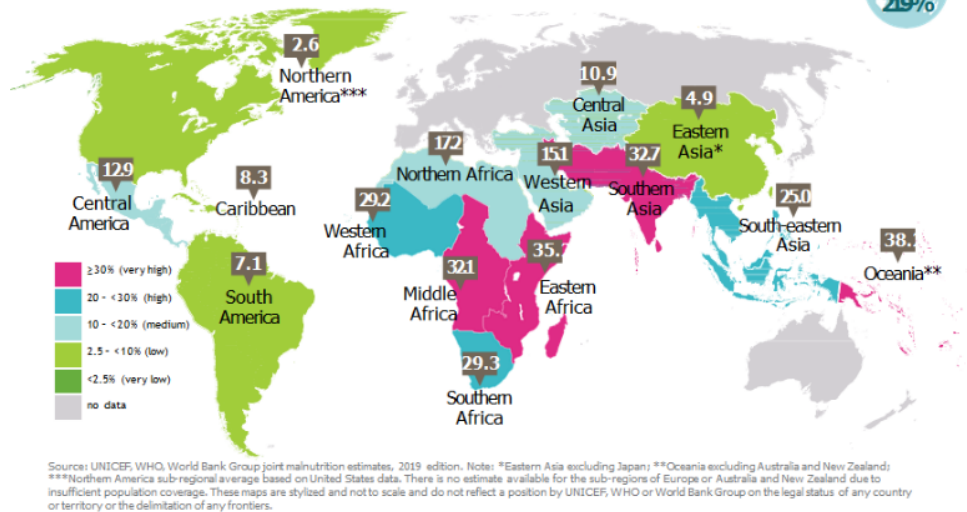 21.9%
2.6
Northern
America***
10.9
Central
Asia
4.9
Eastern
Asia*
12.9
Central
America
8.3
Caribbean
17.2
Northern Africa
15.1
Western
Asia
32.7
Southern
Asia
29.2
Western
Africa
25.0
South-eastern
Asia
7.1
South
America
32.1
Middle
Africa
35.
Eastern
Africa
38.
Oceania**
29.3
Southern
Africa
≥30% (very high)
20 - <30% (high)
10 - <20% (medium)
2.5 - <10% (low)
<2.5% (very low)
no data
Source: UNICEF, WHO, World Bank Group joint malnutrition estimates, 2019 edition. Note: *Eastern Asia excluding Japan; **Oceania excluding Australia and New Zealand;
***Northern America sub-regional average based on United States data. There is no estimate available for the sub-regions of Europe or Australia and New Zealand due to
insufficient population coverage. These maps are stylized and not to scale and do not reflect a position by UNICEF, WHO or World Bank Group on the legal status of any country
or territory or the delimitation of any frontiers.